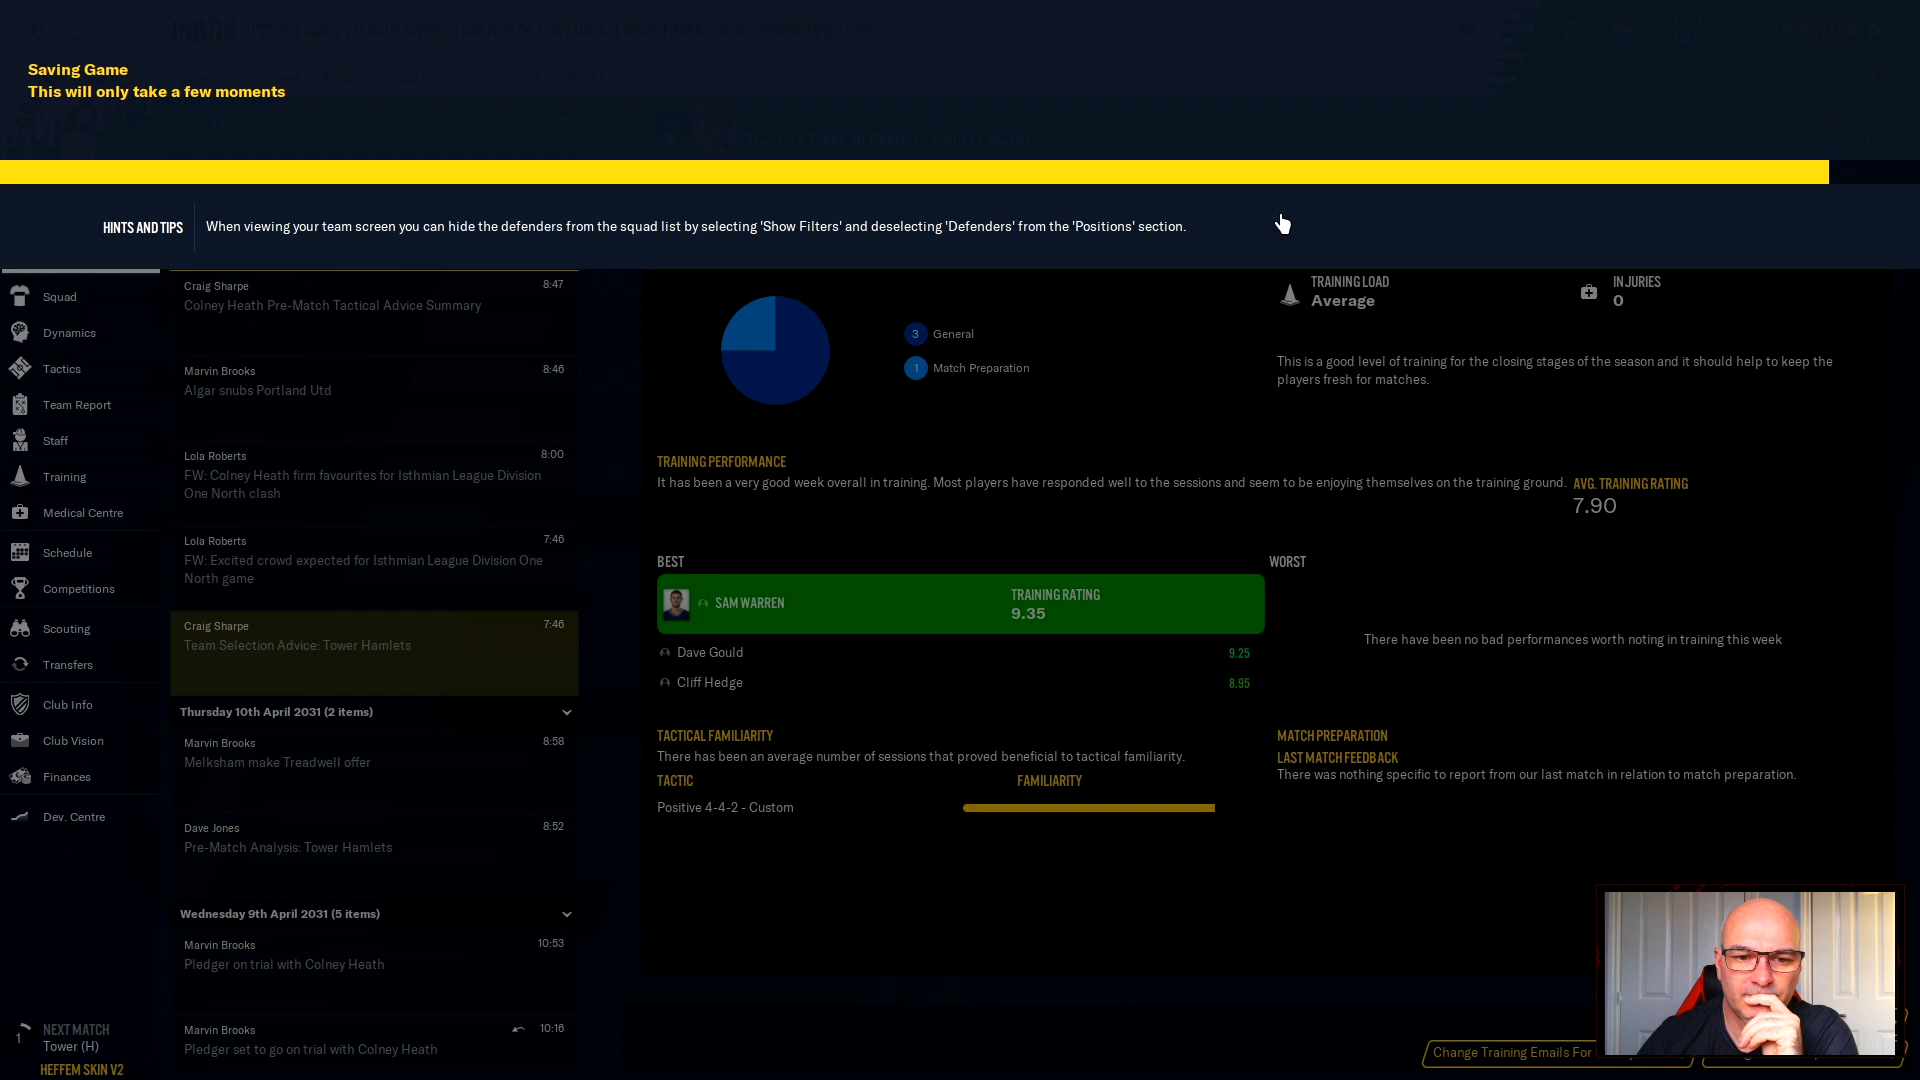 Saving Game
This will only take a few moments
HINTS AND TIPS
When viewing your team screen you can hide the defenders from the squad list by selecting 'Show Filters' and deselecting 'Defenders' from the 'Positions' section.
Squad
Dynamics
Tactics
Team Report
Staff
Training
Medical Centre
Schedule
Competitions
Scouting
Transfers
Club Info
Club Vision
Finances
Dev. Centre
1
NEXT MATCH
Tower (H)
HEFFEM SKIN V2
Craig Sharpe 8:47
Colney Heath Pre-Match Tactical Advice Summary
Marvin Brooks 8:46
Algar snubs Portland Utd
Lola Roberts 8:00
FW: Colney Heath firm favourites for Isthmian League Division
One North clash
Lola Roberts 7:46
FW: Excited crowd expected for Isthmian League Division One
North game
Craig Sharpe 7:46
Team Selection Advice: Tower Hamlets
Thursday 10th April 2031 (2 items)
Marvin Brooks 8:58
Melksham make Treadwell offer
Dave Jones 8:52
Pre-Match Analysis: Tower Hamlets
Wednesday 9th April 2031 (5 items)
Marvin Brooks 10:53
Pledger on trial with Colney Heath
Marvin Brooks 10:16
Pledger set to go on trial with Colney Heath
3 General
1 Match Preparation
TRAINING LOAD
Average
INJURIES
0
This is a good level of training for the closing stages of the season and it should help to keep the
players fresh for matches.
TRAINING PERFORMANCE
It has been a very good week overall in training. Most players have responded well to the sessions and seem to be enjoying themselves on the training ground.
AVG. TRAINING RATING
7.90
BEST
SAM WARREN
TRAINING RATING
9.35
Dave Gould 9.25
Cliff Hedge 8.95
WORST
There have been no bad performances worth noting in training this week
TACTICAL FAMILIARITY
There has been an average number of sessions that proved beneficial to tactical familiarity.
TACTIC FAMILIARITY
Positive 4-4-2 - Custom
MATCH PREPARATION
LAST MATCH FEEDBACK
There was nothing specific to report from our last match in relation to match preparation.
Change Training Emails For